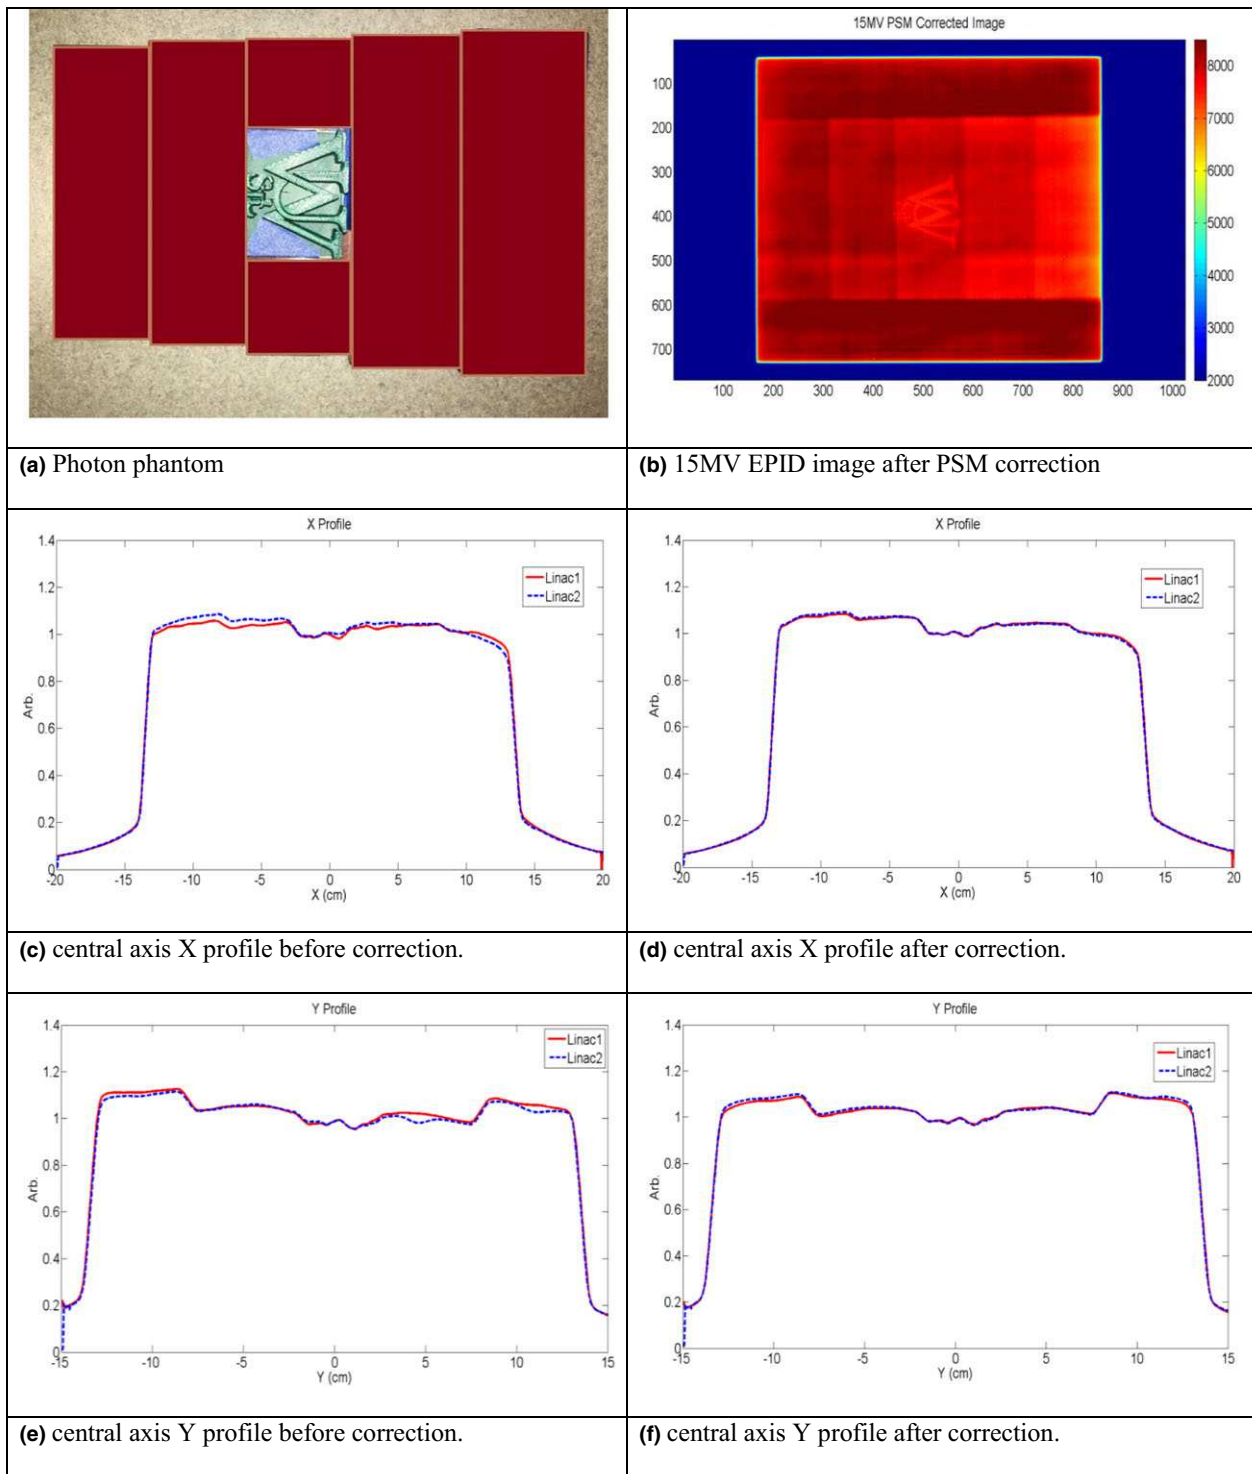 15MV PSM Corrected Image
100
200
300
400
500
600
700
100 200 300 400 500 600 700 800 900 1000
8000
7000
6000
5000
4000
3000
2000
(a) Photon phantom
(b) 15MV EPID image after PSM correction
X Profile
1.4
1.2
1
0.8
0.6
0.4
0.2
0
Arb.
-20 -15 -10 -5 0 5 10 15 20
X (cm)
Linac1
Linac2
X Profile
1.4
1.2
1
0.8
0.6
0.4
0.2
0
Arb.
-20 -15 -10 -5 0 5 10 15 20
X (cm)
Linac1
Linac2
(c) central axis X profile before correction.
(d) central axis X profile after correction.
Y Profile
1.4
1.2
1
0.8
0.6
0.4
0.2
0
Arb.
-15 -10 -5 0 5 10 15
Y (cm)
Linac1
Linac2
Y Profile
1.4
1.2
1
0.8
0.6
0.4
0.2
0
Arb.
-15 -10 -5 0 5 10 15
Y (cm)
Linac1
Linac2
(e) central axis Y profile before correction.
(f) central axis Y profile after correction.